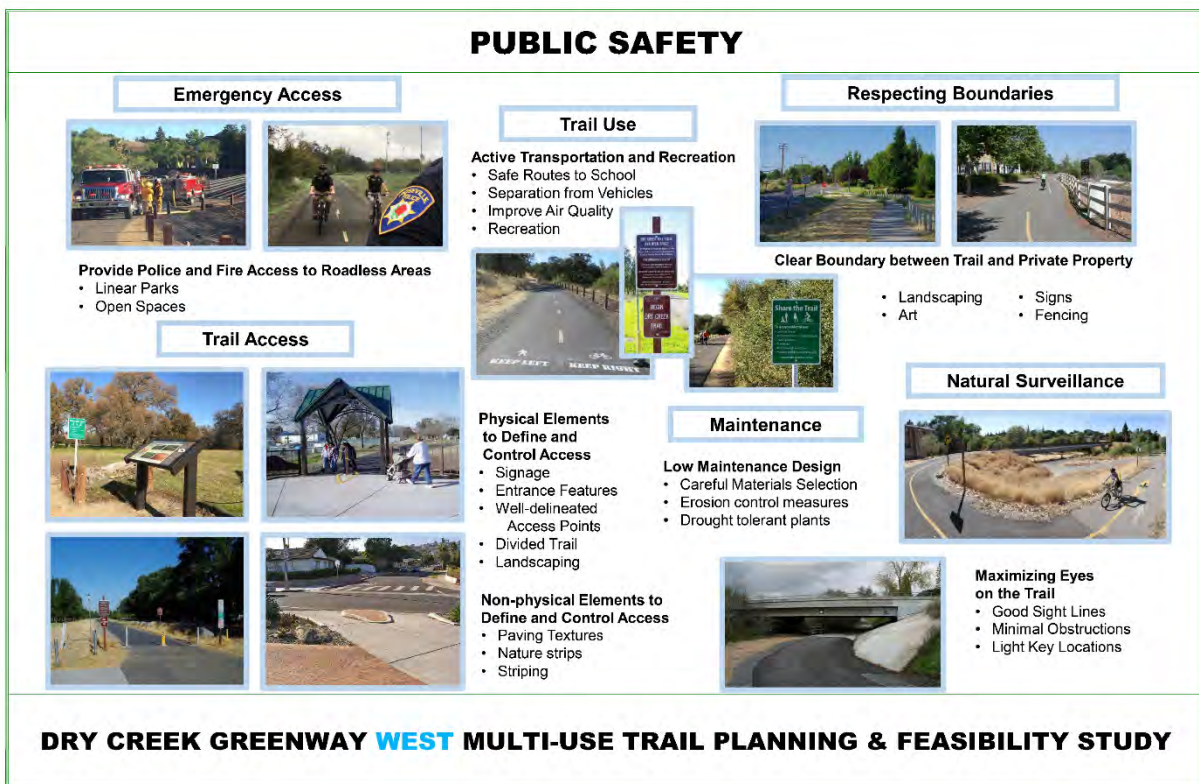 PUBLIC SAFETY
Emergency Access
Provide Police and Fire Access to Roadless Areas
• Linear Parks
• Open Spaces
Trail Access
Trail Use
Active Transportation and Recreation
• Safe Routes to School
• Separation from Vehicles
• Improve Air Quality
• Recreation
KEEP LEFT
KEEP RIGHT
Share the Trail
Physical Elements
to Define and
Control Access
• Signage
• Entrance Features
• Well-delineated
Access Points
• Divided Trail
• Landscaping
Non-physical Elements to
Define and Control Access
• Paving Textures
• Nature strips
• Striping
Respecting Boundaries
Clear Boundary between Trail and Private Property
• Landscaping
• Art
• Signs
• Fencing
Maintenance
Low Maintenance Design
• Careful Materials Selection
• Erosion control measures
• Drought tolerant plants
Natural Surveillance
Maximizing Eyes
on the Trail
• Good Sight Lines
• Minimal Obstructions
• Light Key Locations
DRY CREEK GREENWAY WEST MULTI-USE TRAIL PLANNING & FEASIBILITY STUDY